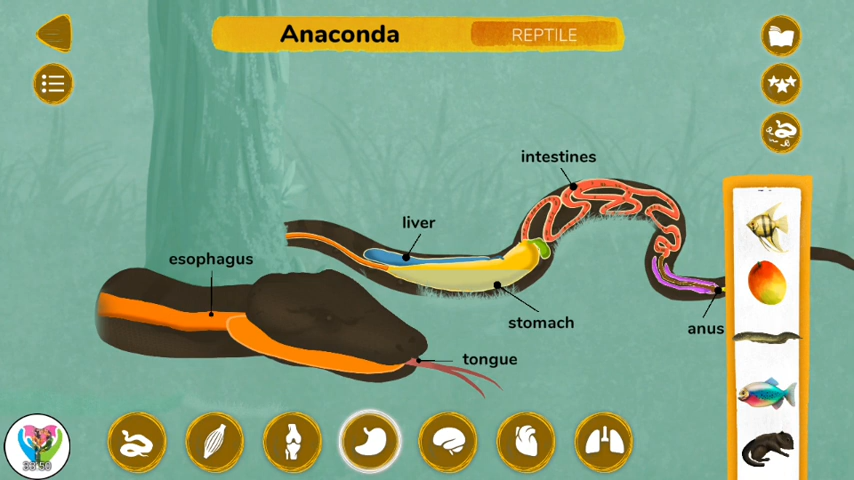 Anaconda
REPTILE
intestines
liver
esophagus
stomach
anus
tongue